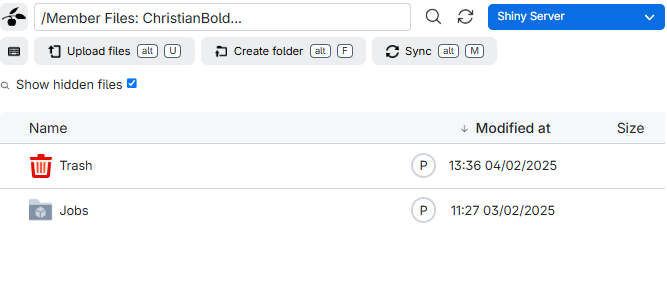 /Member Files: ChristianBold...
Shiny Server
Upload files alt U
Create folder alt F
Sync alt M
Show hidden files
Name
Modified at
Size
Trash P 13:36 04/02/2025
Jobs P 11:27 03/02/2025